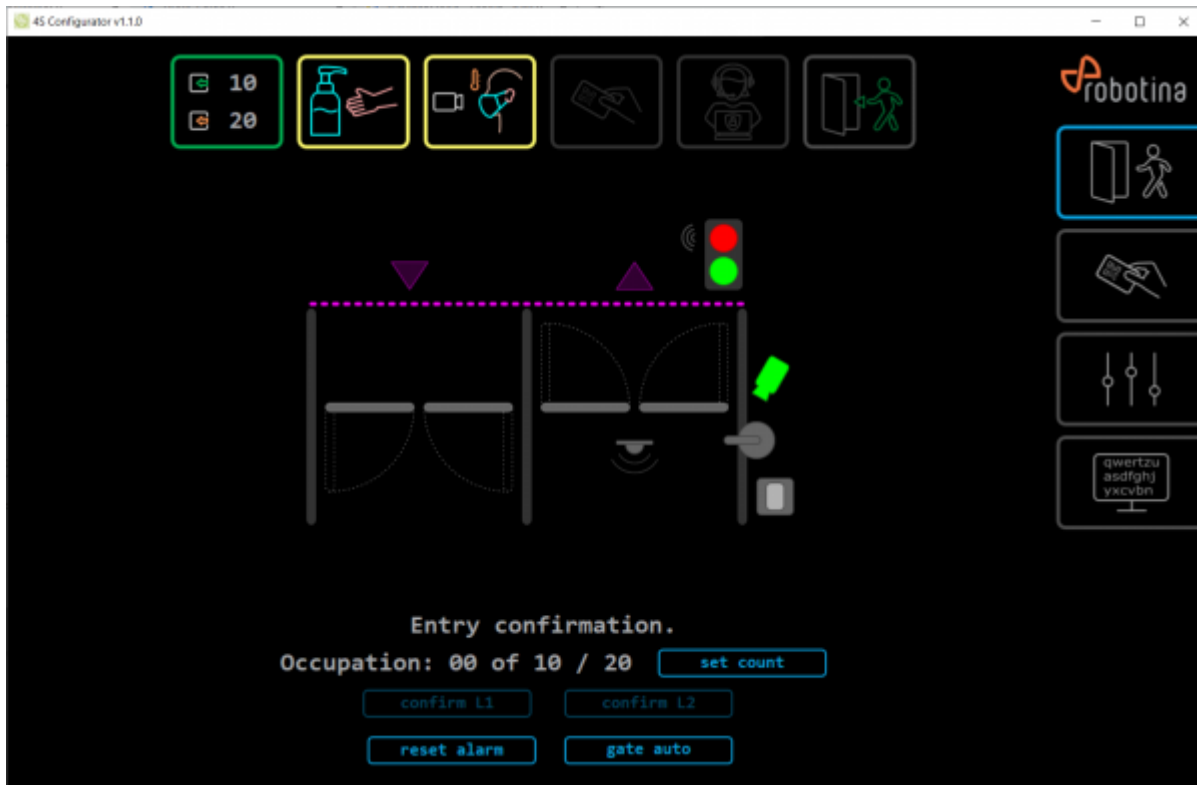 4S Configurator v1.1.0
10
20
robotina
qwertzu
asdfghj
yxcvbn
Entry confirmation.
Occupation: 00 of 10 / 20 set count
confirm L1 confirm L2
reset alarm gate auto